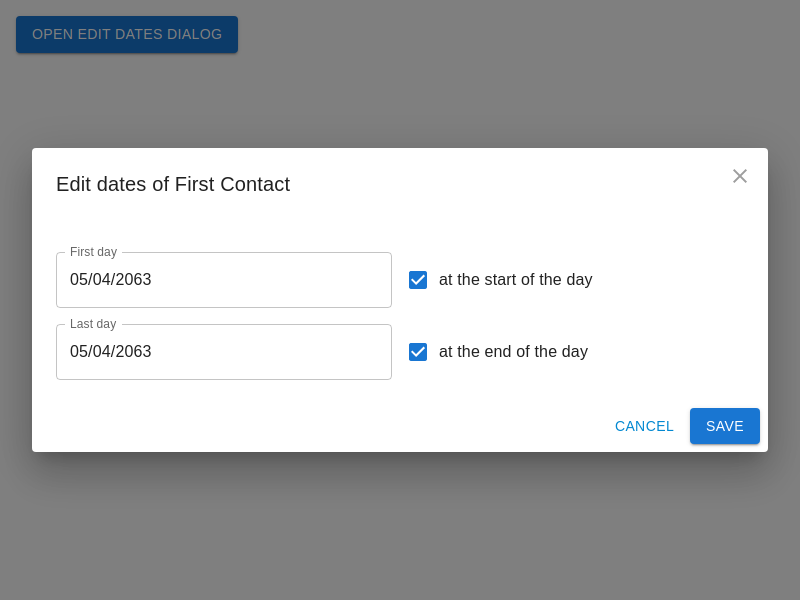 OPEN EDIT DATES DIALOG
Edit dates of First Contact
First day
05/04/2063
at the start of the day
Last day
05/04/2063
at the end of the day
CANCEL
SAVE